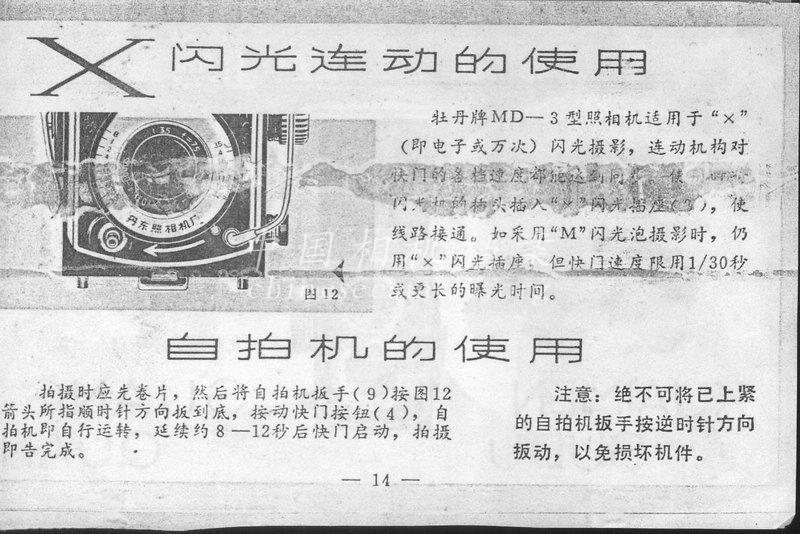 X 闪光连动的使用
牡丹牌MD—3型照相机适用于“×”
(即电子或万次)闪光摄影，连动机构对
快门的各档速度都能达到同 使
闪光机的插头插入“×”闪光插座(3)，使
线路接通。如采用“M”闪光泡摄影时，仍
用“×”闪光插座，但快门速度限用1/30秒
或更长的曝光时间。
1:3.5
丹东照相机厂
图12
自拍机的使用
拍摄时应先卷片，然后将自拍机扳手(9)按图12
箭头所指顺时针方向扳到底，按动快门按钮(4)，自
拍机即自行运转，延续约8—12秒后快门启动，拍摄
即告完成。
注意：绝不可将已上紧
的自拍机扳手按逆时针方向
扳动，以免损坏机件。
— 14 —